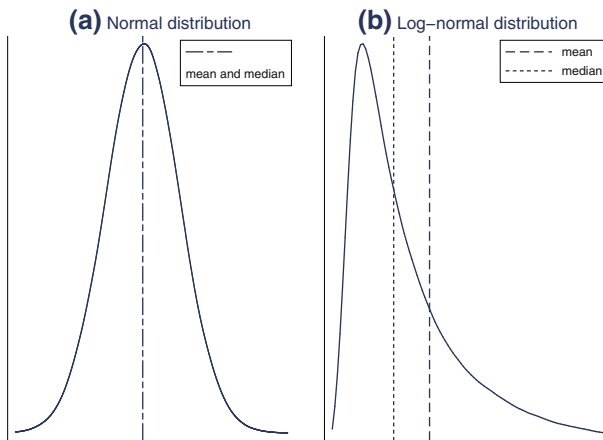 (a) Normal distribution
mean and median
(b) Log−normal distribution
mean
median